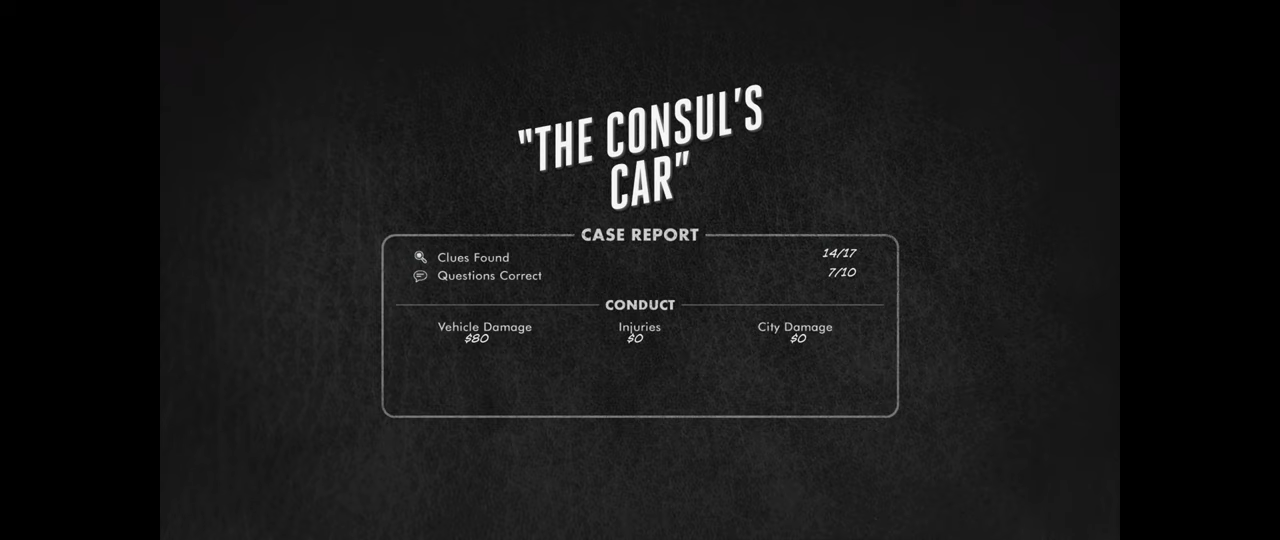 "THE CONSUL'S
CAR"
CASE REPORT
Clues Found 14/17
Questions Correct 7/10
CONDUCT
Vehicle Damage Injuries City Damage
$80 $0 $0